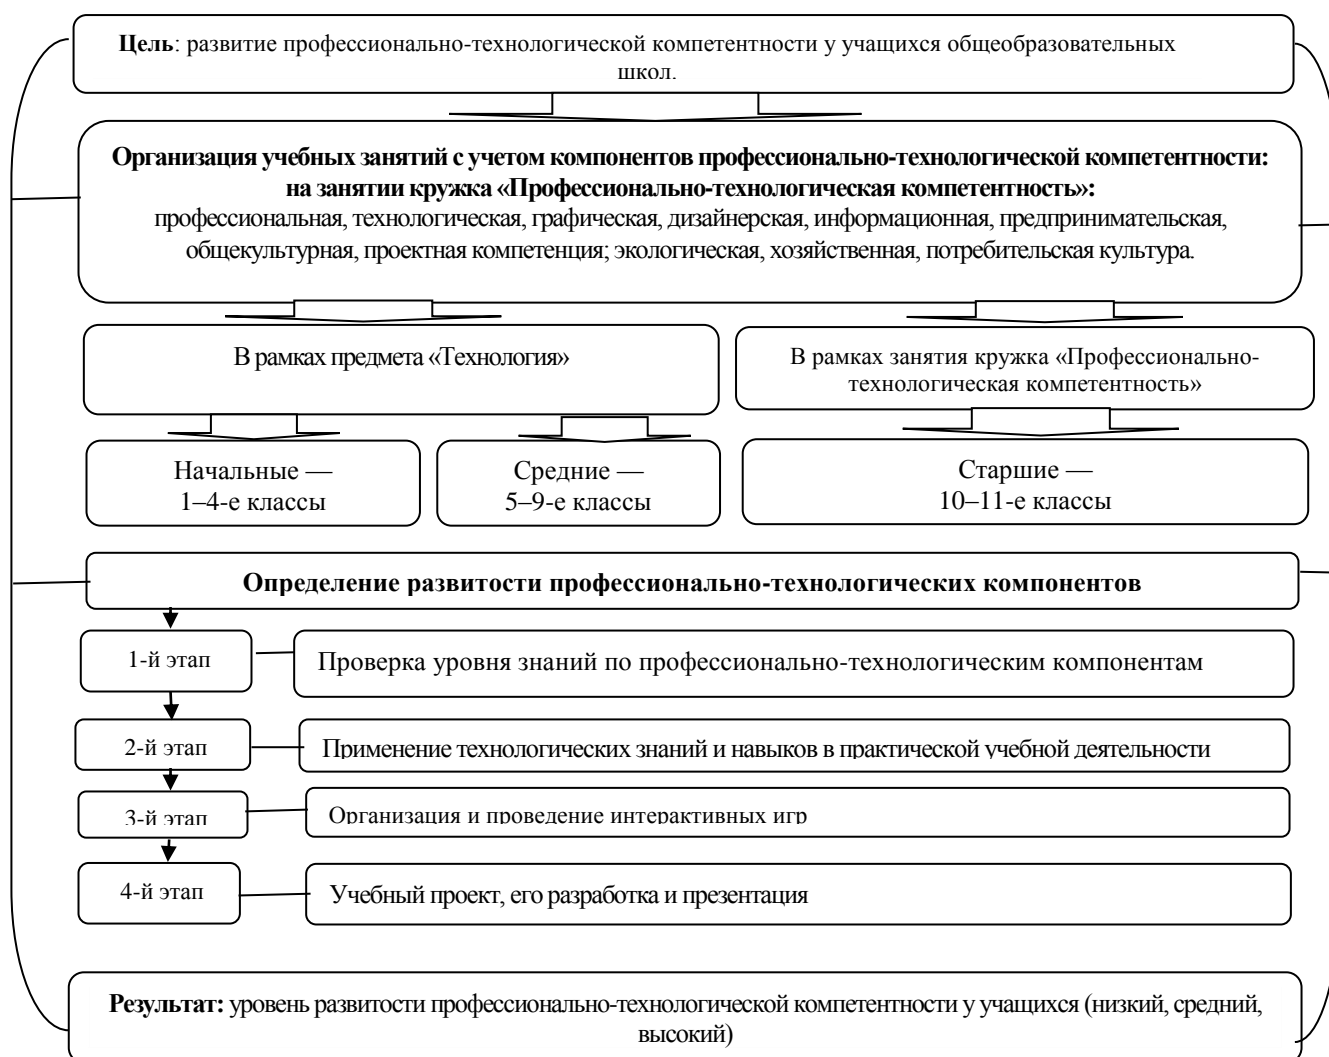 Цель: развитие профессионально-технологической компетентности у учащихся общеобразовательных
школ.
Организация учебных занятий с учетом компонентов профессионально-технологической компетентности:
на занятии кружка «Профессионально-технологическая компетентность»:
профессиональная, технологическая, графическая, дизайнерская, информационная, предпринимательская,
общекультурная, проектная компетенция; экологическая, хозяйственная, потребительская культура.
В рамках предмета «Технология»
В рамках занятия кружка «Профессионально-
технологическая компетентность»
Начальные —
1–4-е классы
Средние —
5–9-е классы
Старшие —
10–11-е классы
Определение развитости профессионально-технологических компонентов
1-й этап
Проверка уровня знаний по профессионально-технологическим компонентам
2-й этап
Применение технологических знаний и навыков в практической учебной деятельности
3-й этап
Организация и проведение интерактивных игр
4-й этап
Учебный проект, его разработка и презентация
Результат: уровень развитости профессионально-технологической компетентности у учащихся (низкий, средний,
высокий)